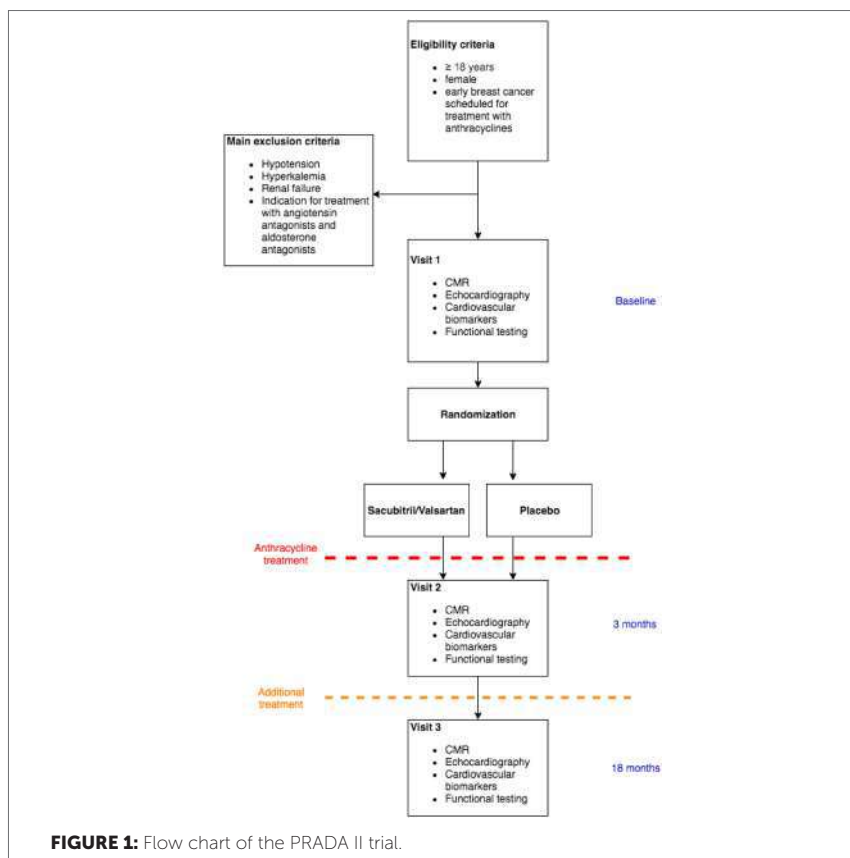 Eligibility criteria
• ≥ 18 years
• female
• early breast cancer
scheduled for
treatment with
anthracyclines
Main exclusion criteria
• Hypotension
• Hyperkalemia
• Renal failure
• Indication for treatment
with angiotensin
antagonists and
aldosterone
antagonists
Visit 1
• CMR
• Echocardiography
• Cardiovascular
biomarkers
• Functional testing
Baseline
Randomization
Sacubitril/Valsartan
Placebo
Anthracycline
treatment
Visit 2
• CMR
• Echocardiography
• Cardiovascular
biomarkers
• Functional testing
3 months
Additional
treatment
Visit 3
• CMR
• Echocardiography
• Cardiovascular
biomarkers
• Functional testing
18 months
FIGURE 1: Flow chart of the PRADA II trial.